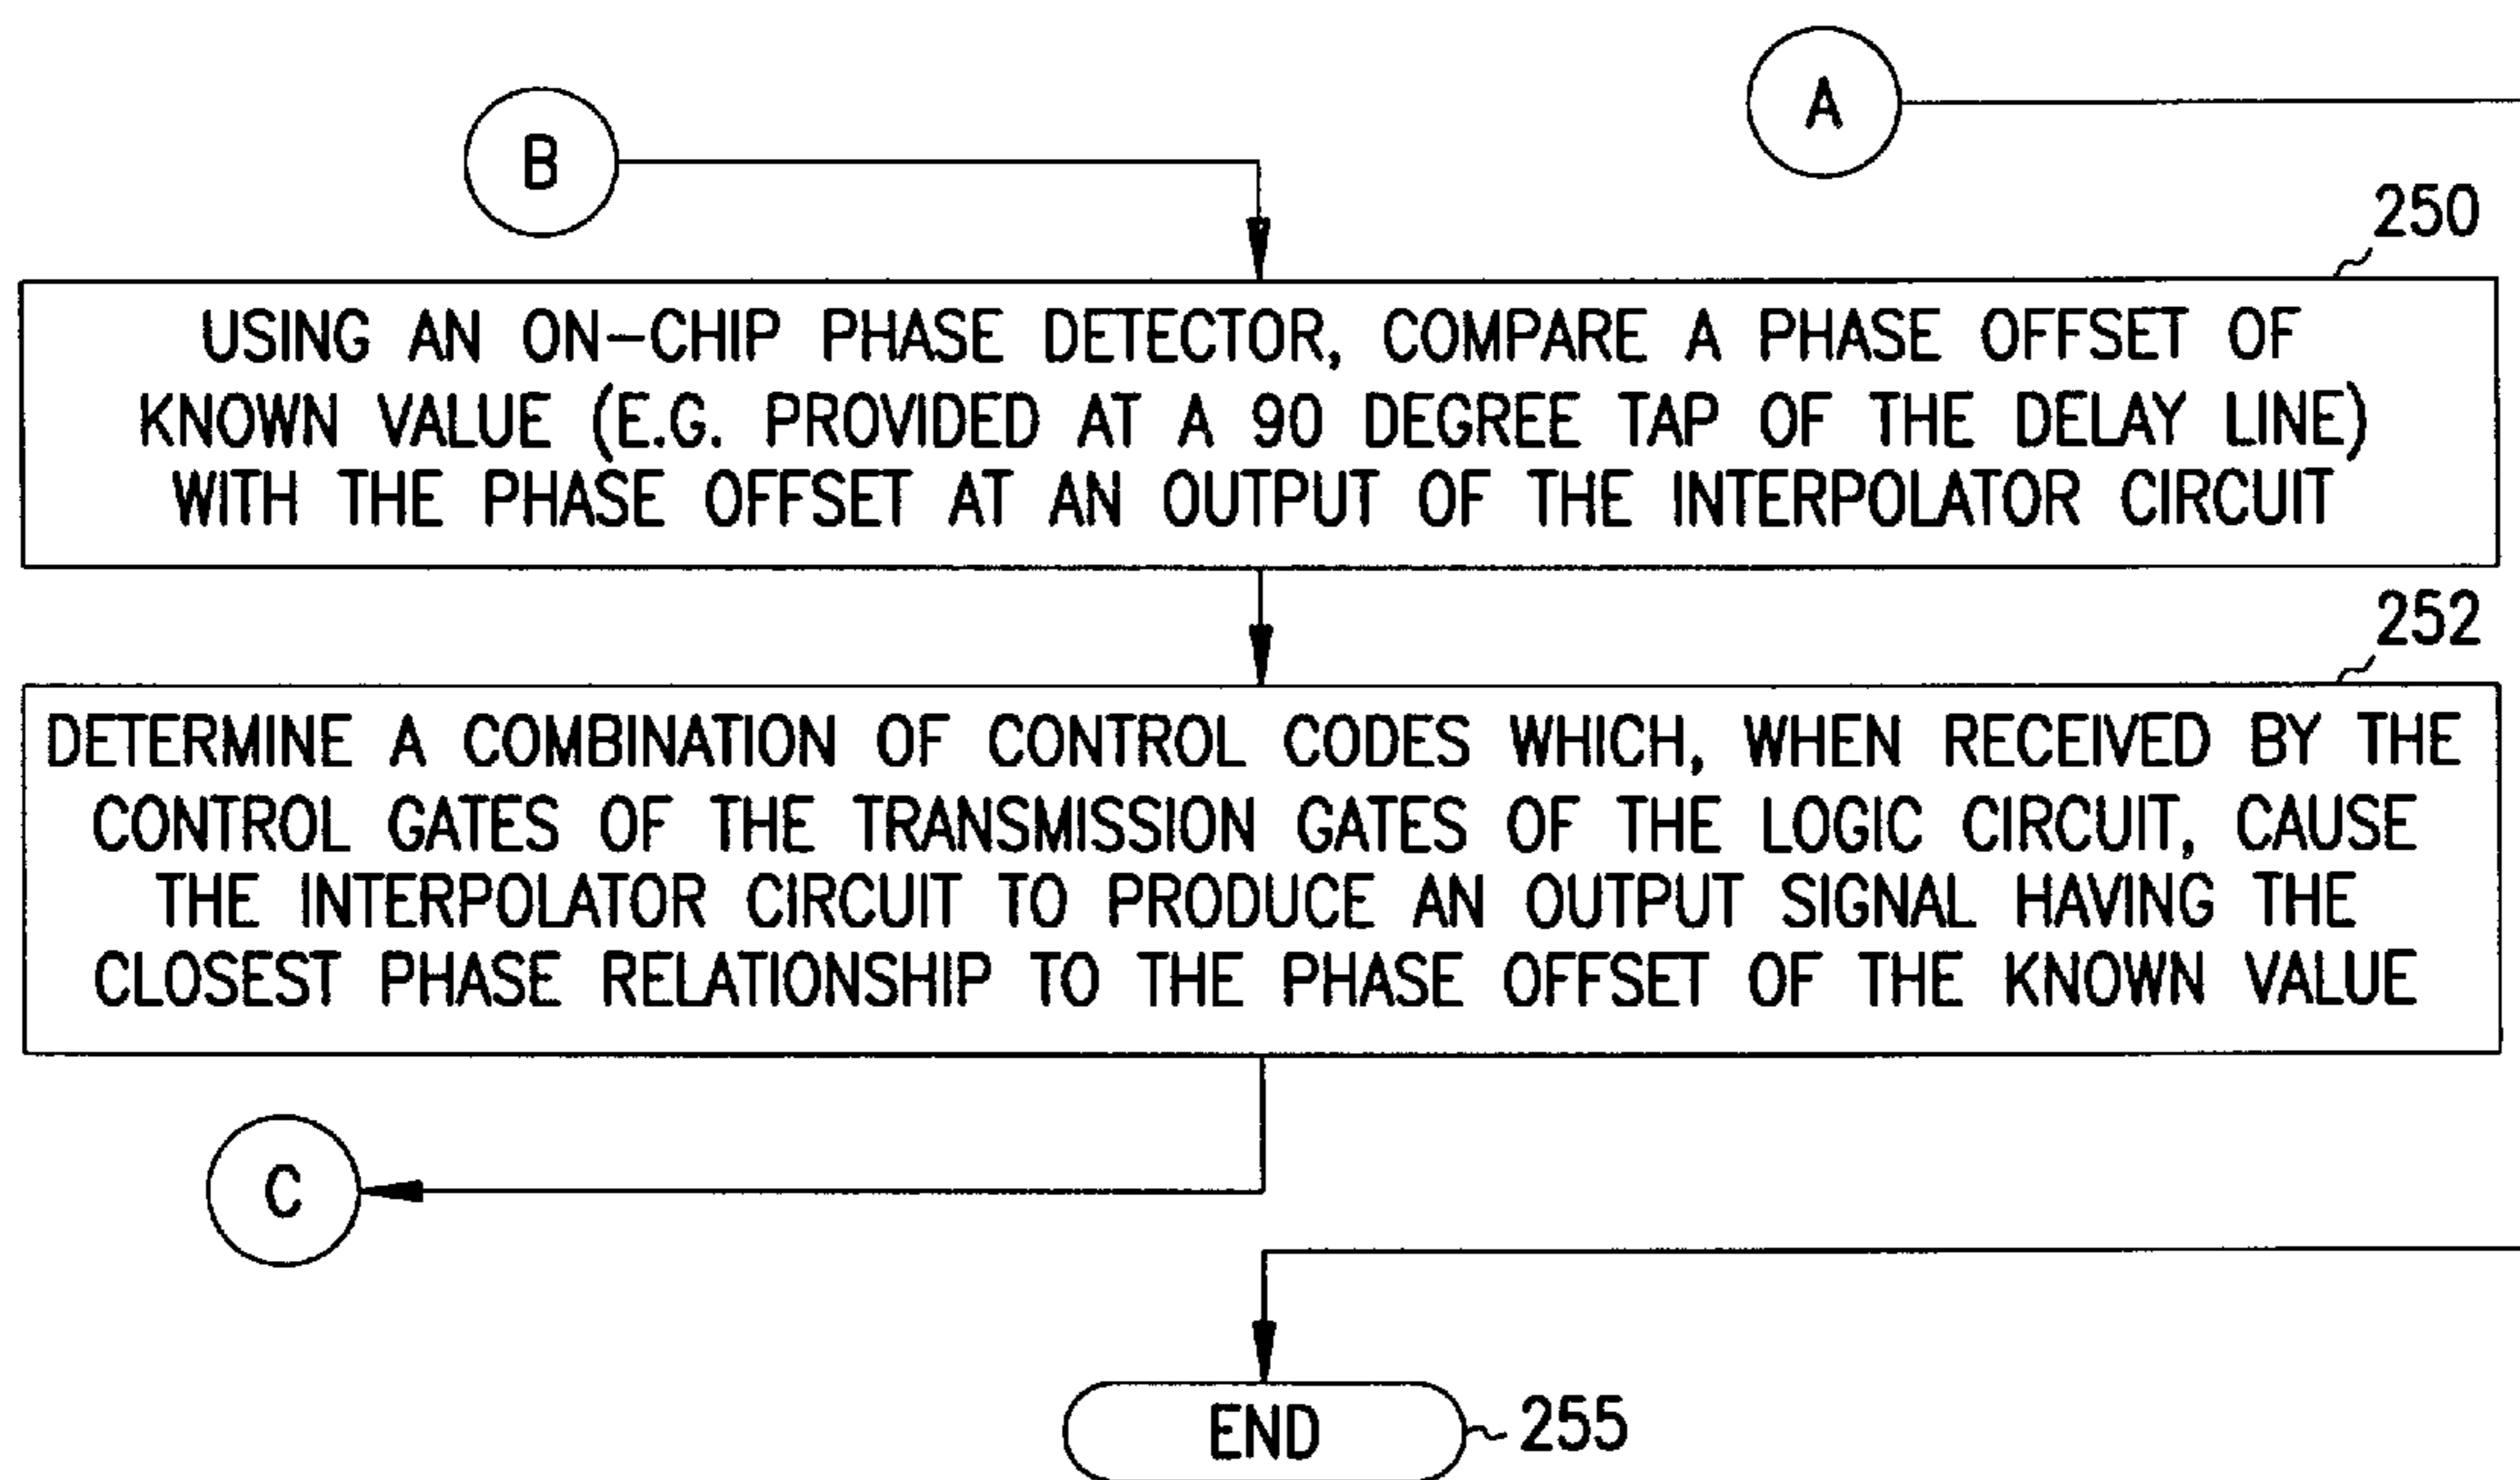 A
B
250
USING AN ON-CHIP PHASE DETECTOR, COMPARE A PHASE OFFSET OF
KNOWN VALUE (E.G. PROVIDED AT A 90 DEGREE TAP OF THE DELAY LINE)
WITH THE PHASE OFFSET AT AN OUTPUT OF THE INTERPOLATOR CIRCUIT
252
DETERMINE A COMBINATION OF CONTROL CODES WHICH, WHEN RECEIVED BY THE
CONTROL GATES OF THE TRANSMISSION GATES OF THE LOGIC CIRCUIT, CAUSE
THE INTERPOLATOR CIRCUIT TO PRODUCE AN OUTPUT SIGNAL HAVING THE
CLOSEST PHASE RELATIONSHIP TO THE PHASE OFFSET OF THE KNOWN VALUE
C
END
255